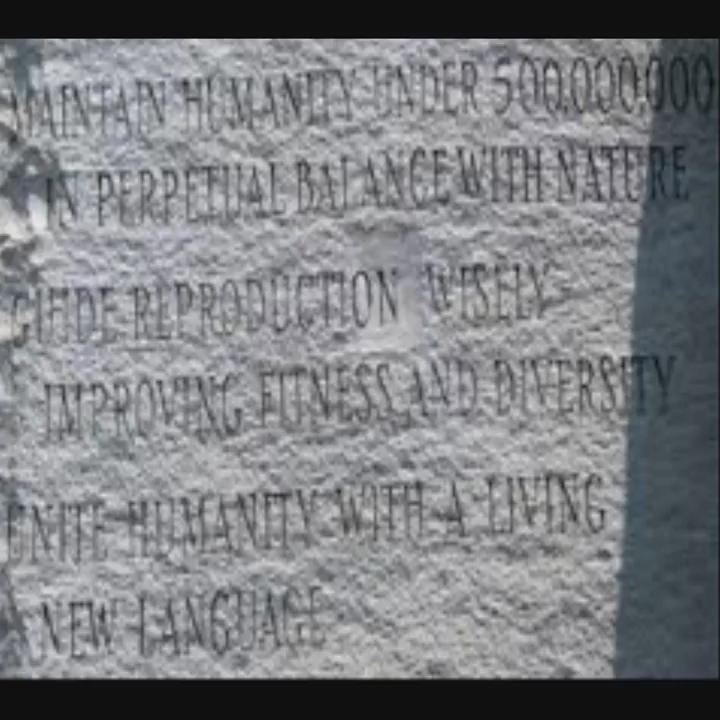 MAINTAIN HUMANITY UNDER 500,000,000
IN PERPETUAL BALANCE WITH NATURE
GUIDE REPRODUCTION WISELY
IMPROVING FITNESS AND DIVERSITY
UNITE HUMANITY WITH A LIVING
NEW LANGUAGE